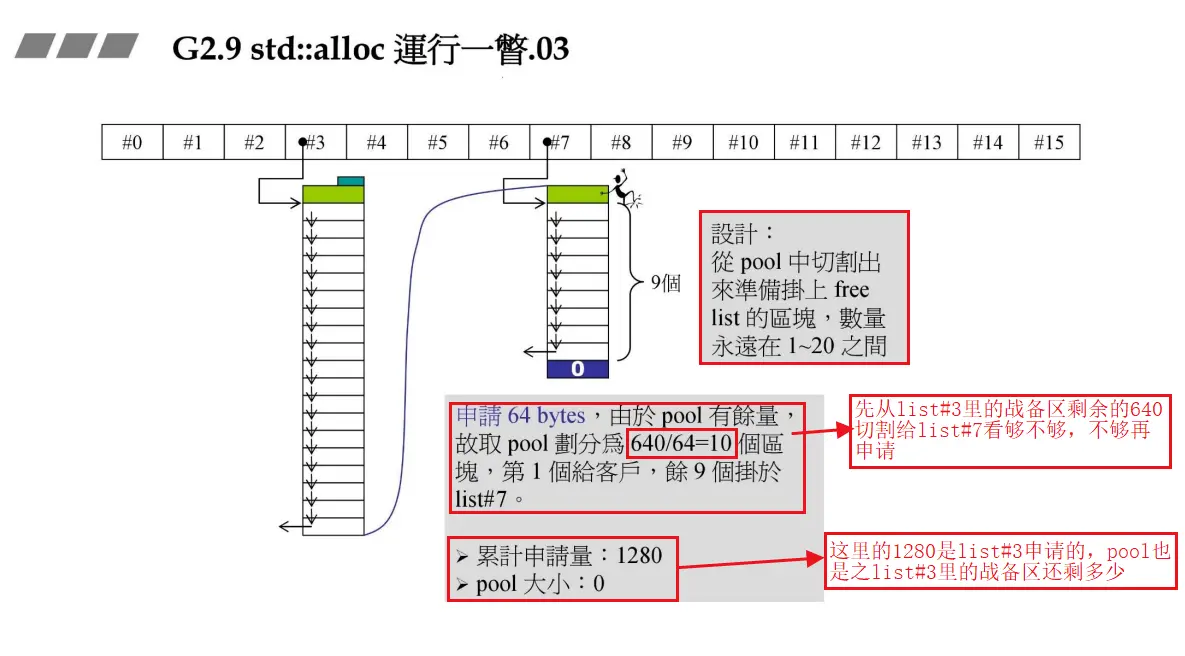 G2.9 std::alloc 運行一瞥.03
#0 #1 #2 #3 #4 #5 #6 #7 #8 #9 #10 #11 #12 #13 #14 #15
9個
0
設計：
從 pool 中切割出
來準備掛上 free
list 的區塊，數量
永遠在 1~20 之間
申請 64 bytes，由於 pool 有餘量，
故取 pool 劃分為 640/64=10 個區
塊，第 1 個給客戶，餘 9 個掛於
list#7。
➢ 累計申請量：1280
➢ pool 大小：0
先从list#3里的战备区剩余的640
切割给list#7看够不够，不够再
申请
这里的1280是list#3申请的，pool也
是之list#3里的战备区还剩多少